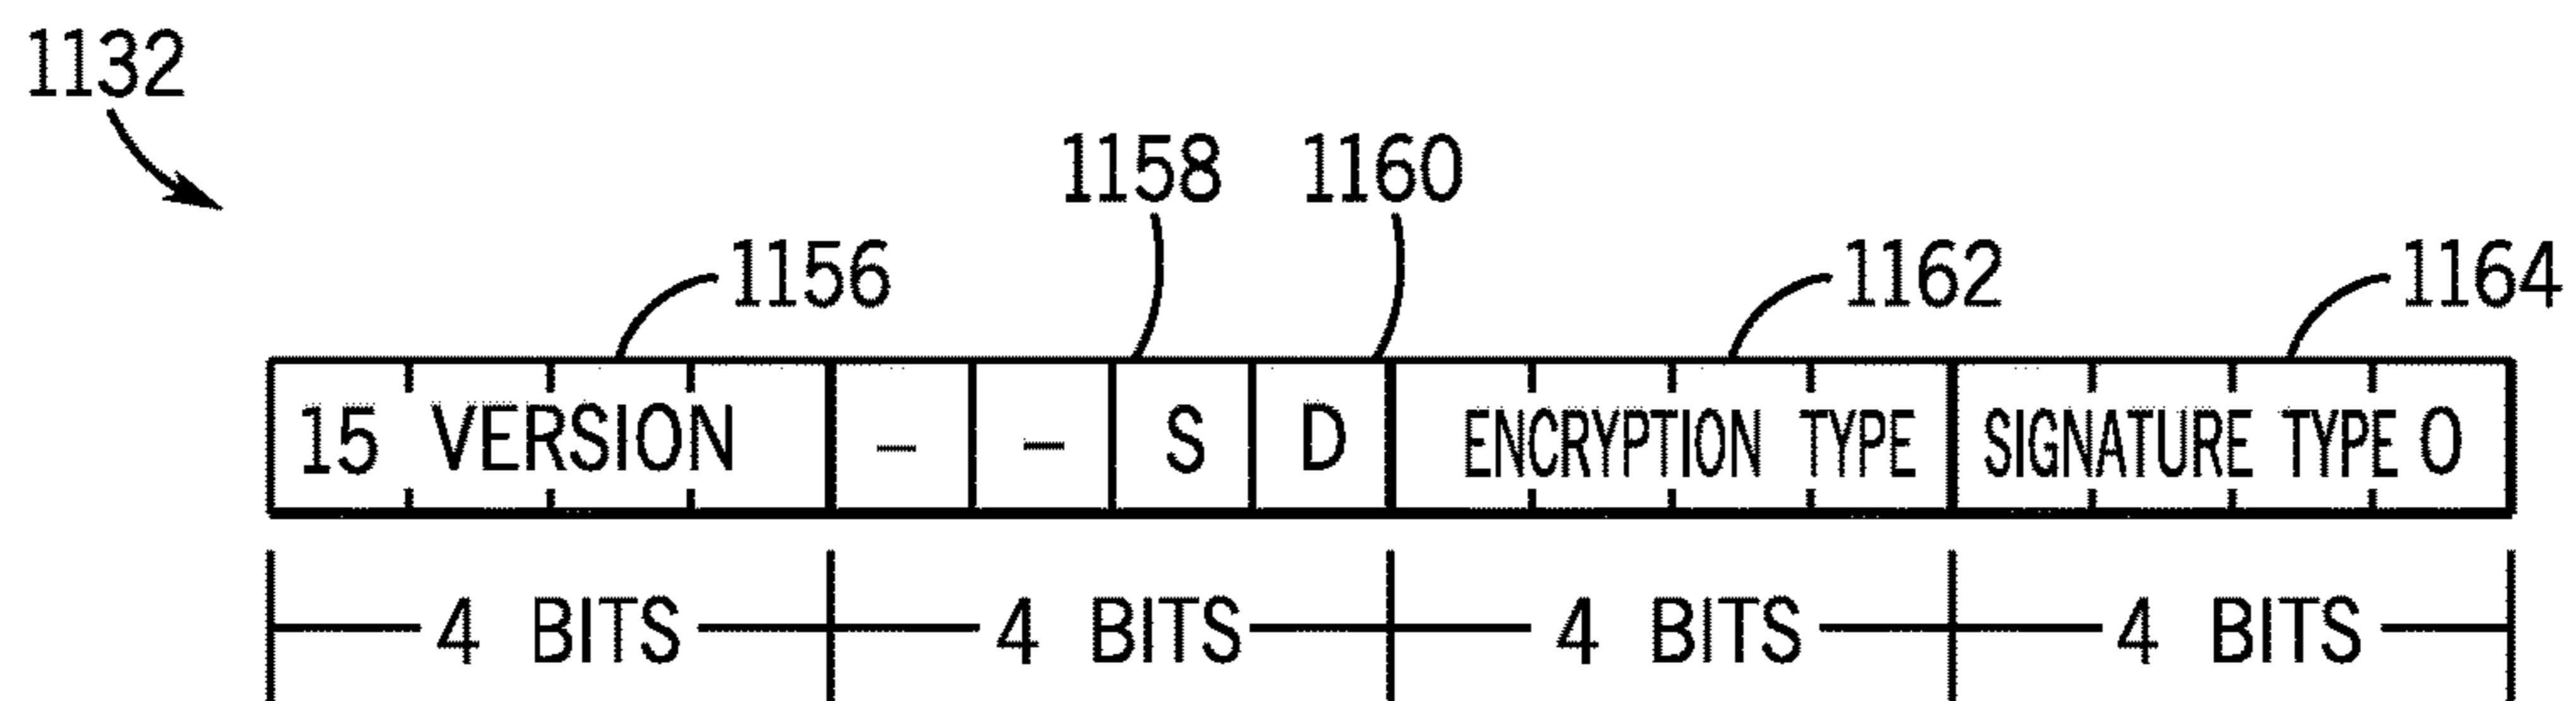 1132
1158 1160
1156 1162 1164
15 VERSION – – S D ENCRYPTION TYPE SIGNATURE TYPE 0
4 BITS 4 BITS 4 BITS 4 BITS